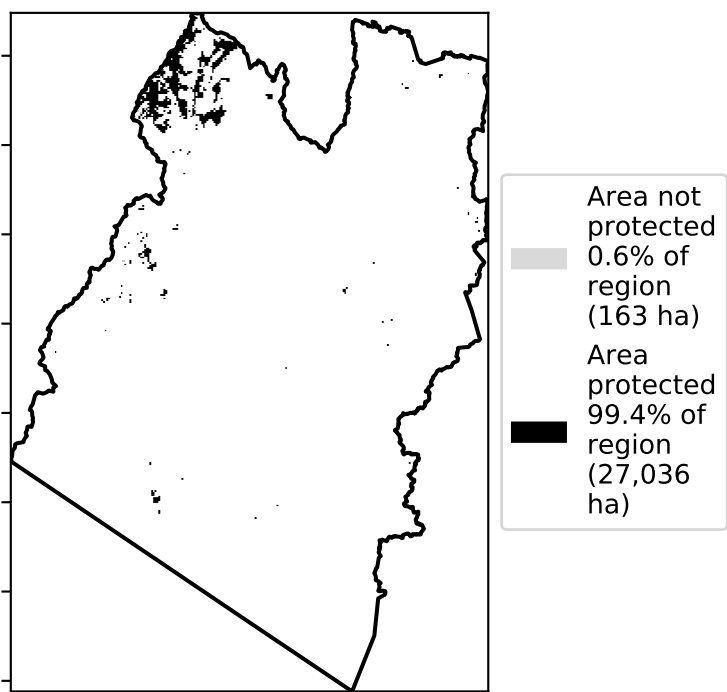 Area not
protected
0.6% of
region
(163 ha)
Area
protected
99.4% of
region
(27,036
ha)